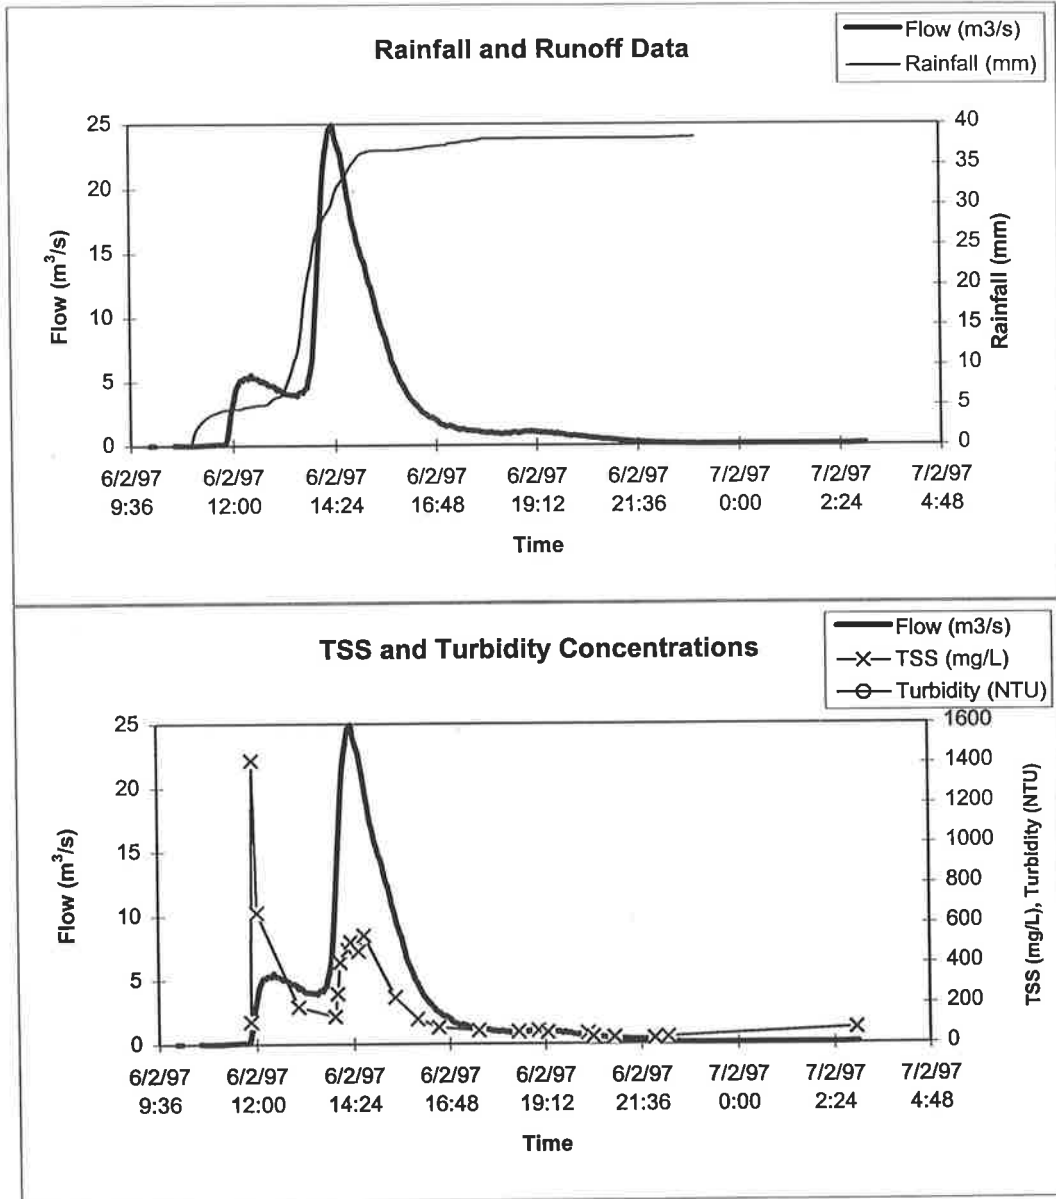 Rainfall and Runoff Data
Flow (m3/s)
Rainfall (mm)
25
20
15
10
5
0
Flow (m³/s)
40
35
30
25
20
15
10
5
0
Rainfall (mm)
6/2/97 6/2/97 6/2/97 6/2/97 6/2/97 6/2/97 7/2/97 7/2/97 7/2/97
9:36 12:00 14:24 16:48 19:12 21:36 0:00 2:24 4:48
Time
TSS and Turbidity Concentrations
Flow (m3/s)
TSS (mg/L)
Turbidity (NTU)
25
20
15
10
5
0
Flow (m³/s)
1600
1400
1200
1000
800
600
400
200
0
TSS (mg/L), Turbidity (NTU)
6/2/97 6/2/97 6/2/97 6/2/97 6/2/97 6/2/97 7/2/97 7/2/97 7/2/97
9:36 12:00 14:24 16:48 19:12 21:36 0:00 2:24 4:48
Time